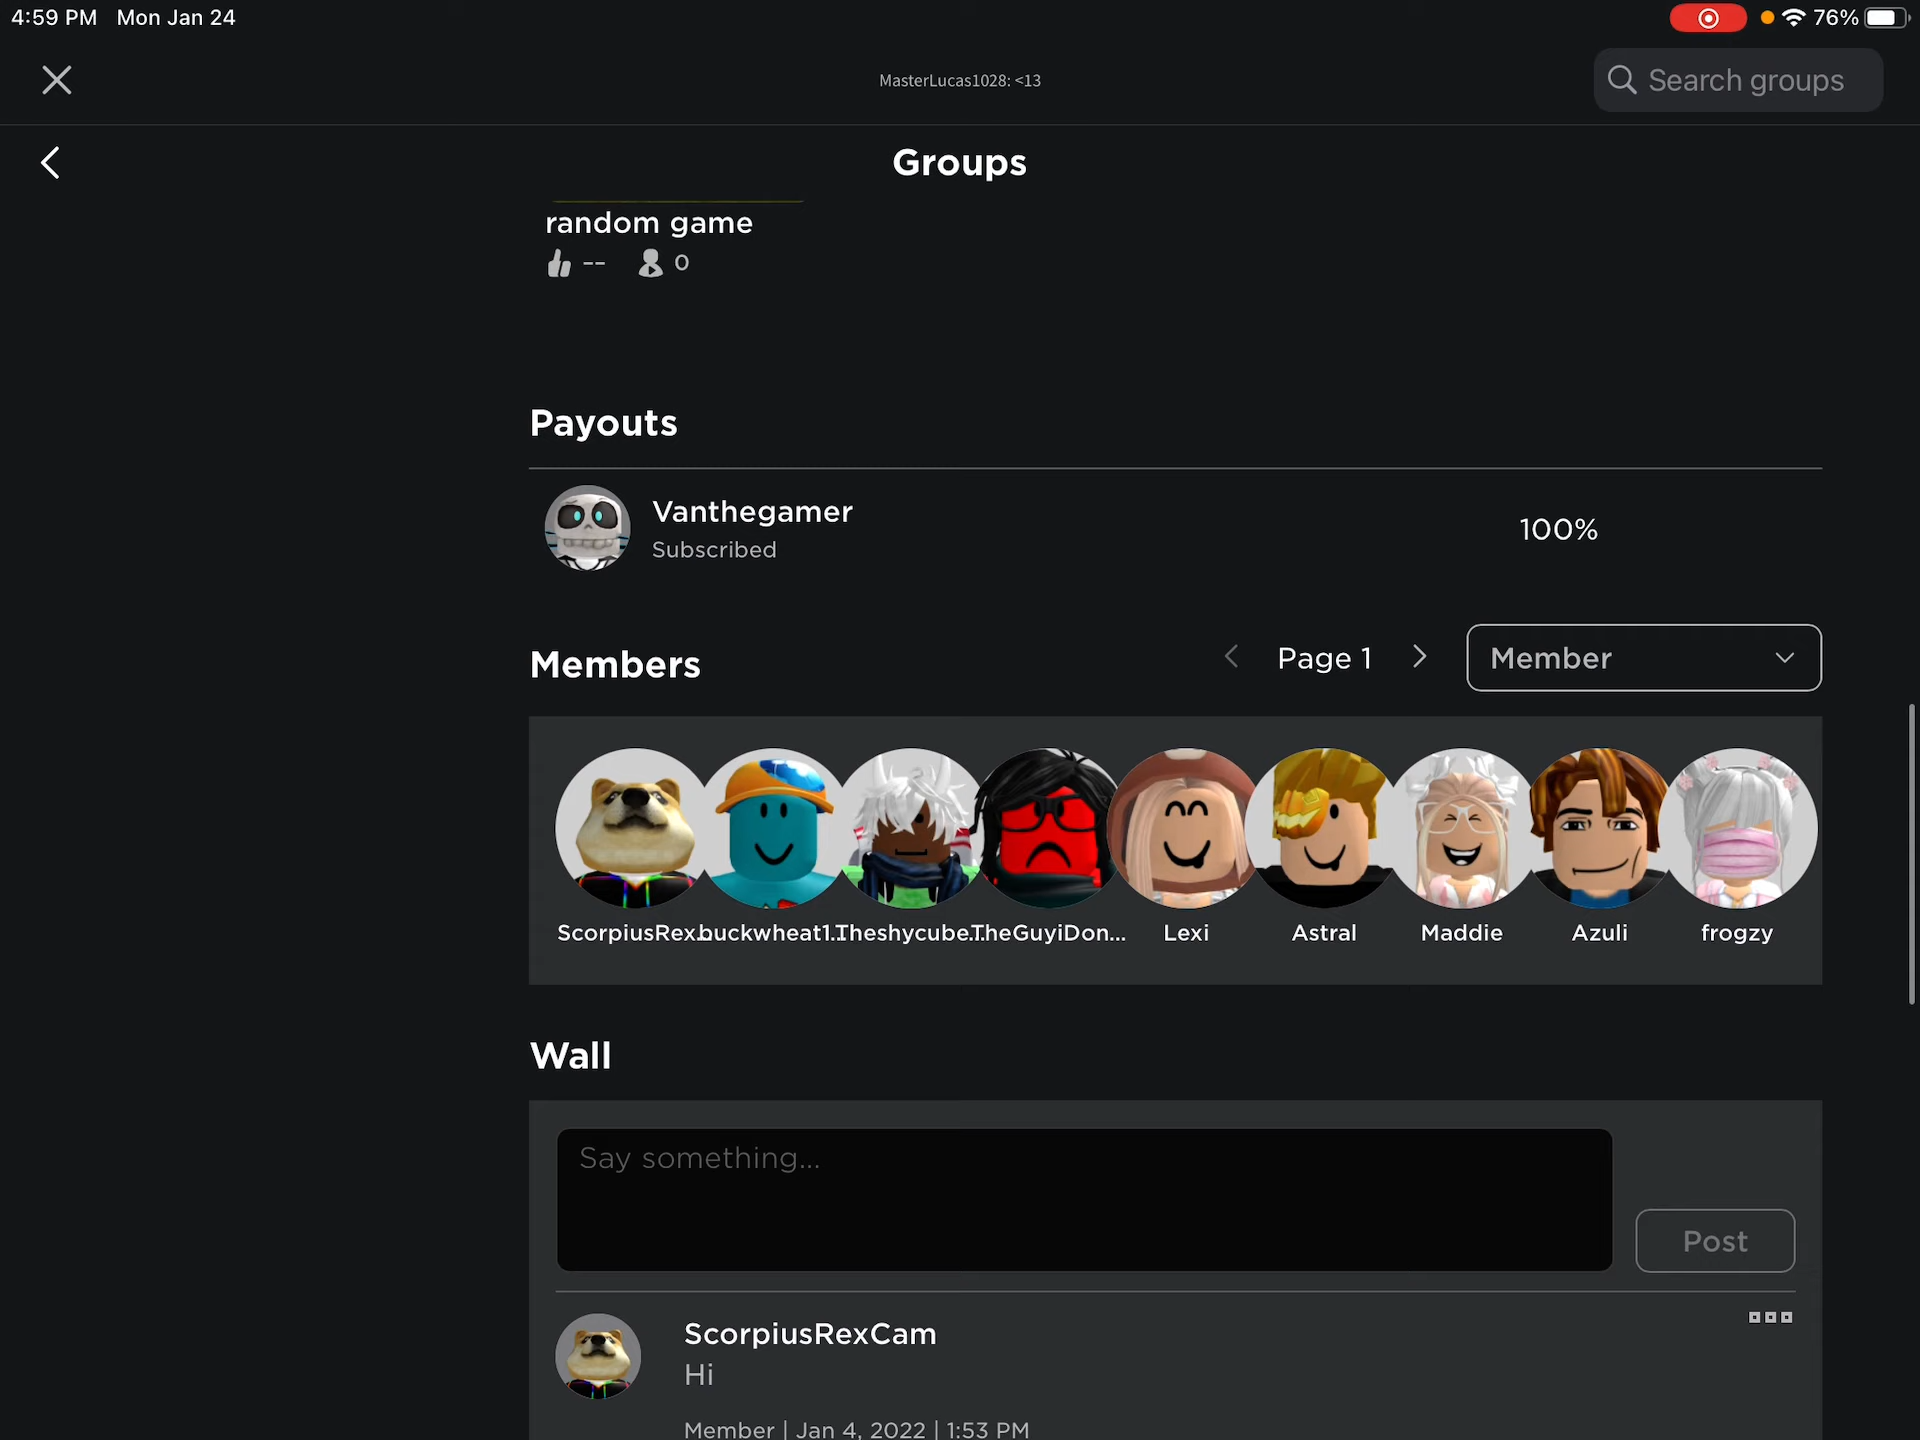 4:59 PM Mon Jan 24 76%
MasterLucas1028: <13
Search groups
Groups
random game
-- 0
Payouts
Vanthegamer
Subscribed
100%
Members
Page 1
Member
ScorpiusRex... buckwheat1... Theshycube... TheGuyiDon... Lexi Astral Maddie Azuli frogzy
Wall
Say something...
Post
ScorpiusRexCam
Hi
Member | Jan 4, 2022 | 1:53 PM